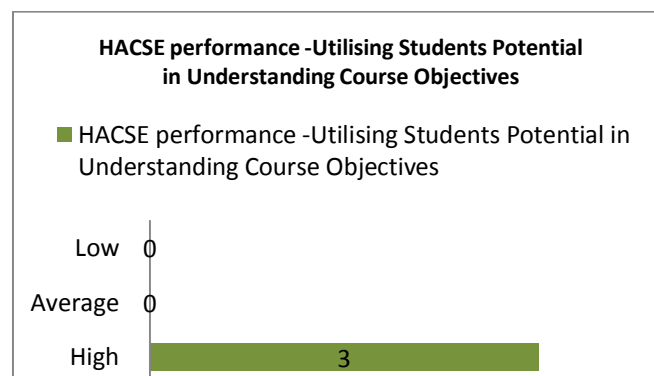 HACSE performance -Utilising Students Potential
in Understanding Course Objectives
HACSE performance -Utilising Students Potential in
Understanding Course Objectives
Low 0
Average 0
High 3